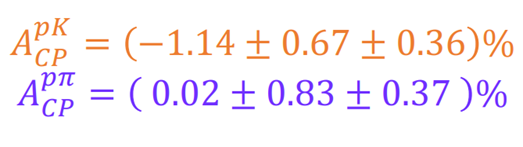 A_{CP}^{pK} = (−1.14 ± 0.67 ± 0.36)%
A_{CP}^{pπ} = ( 0.02 ± 0.83 ± 0.37 )%